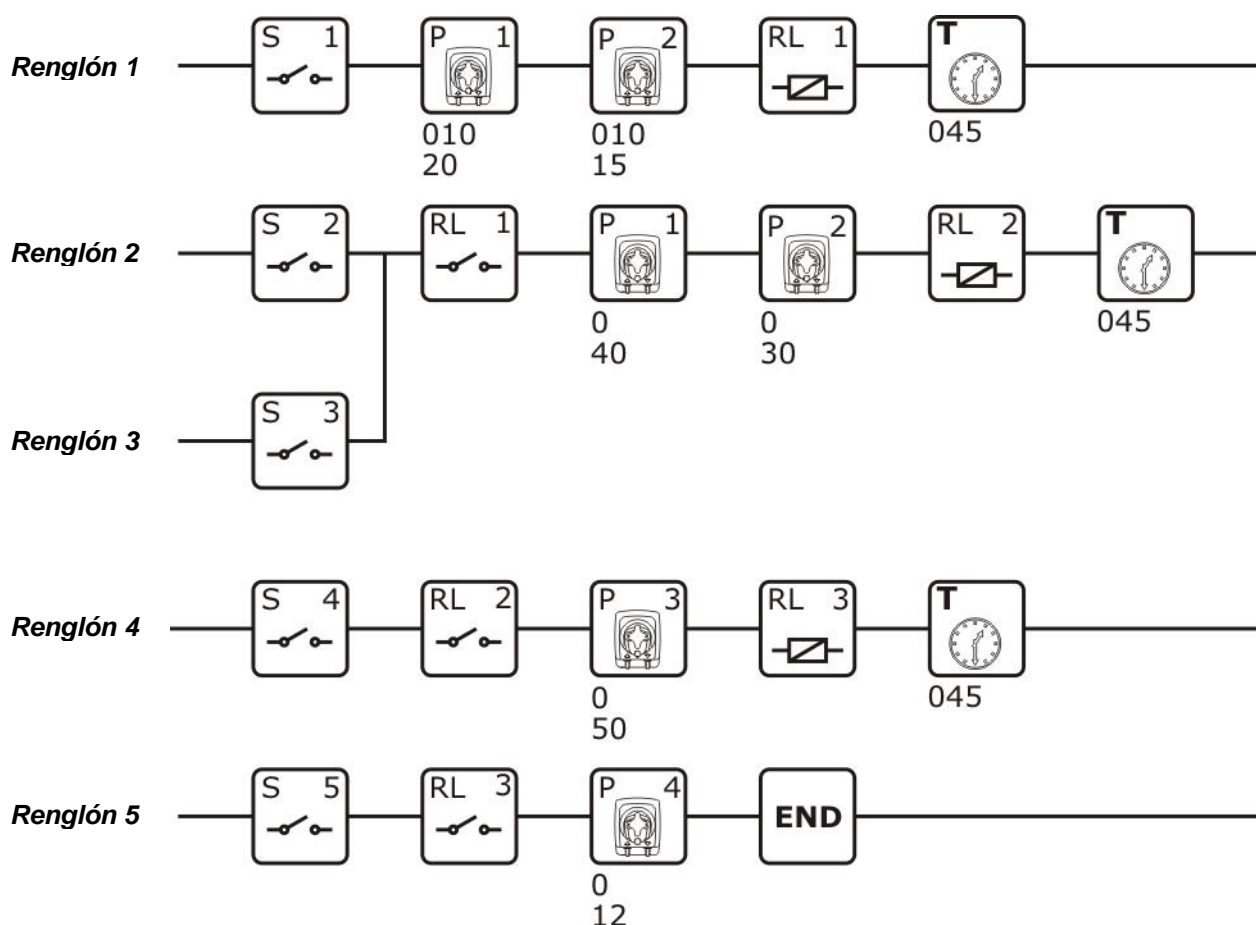 S 1 P 1 P 2 RL 1 T
Renglón 1
010 010 045
20 15
S 2 RL 1 P 1 P 2 RL 2 T
Renglón 2
0 0 045
40 30
S 3
Renglón 3
S 4 RL 2 P 3 RL 3 T
Renglón 4
0 045
50
S 5 RL 3 P 4
Renglón 5 END
0
12